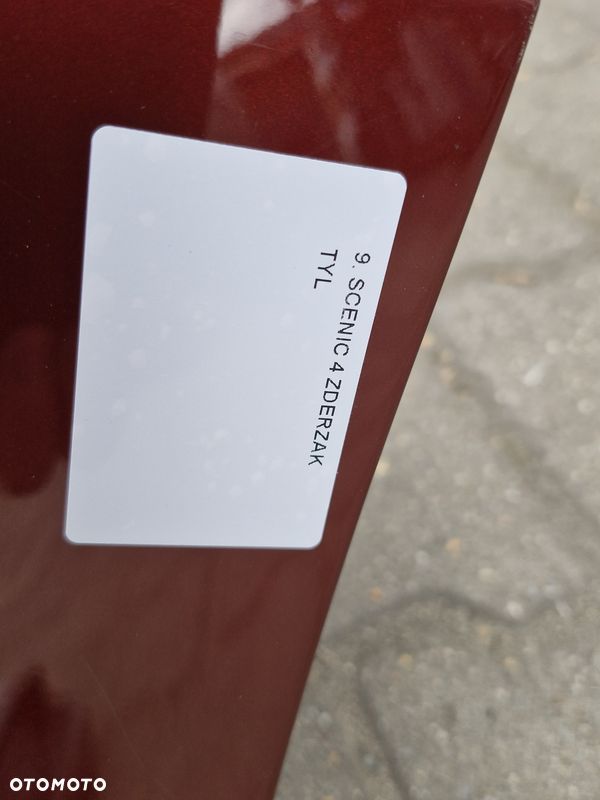 9. SCENIC 4 ZDERZAK
TYL
OTOMOTO